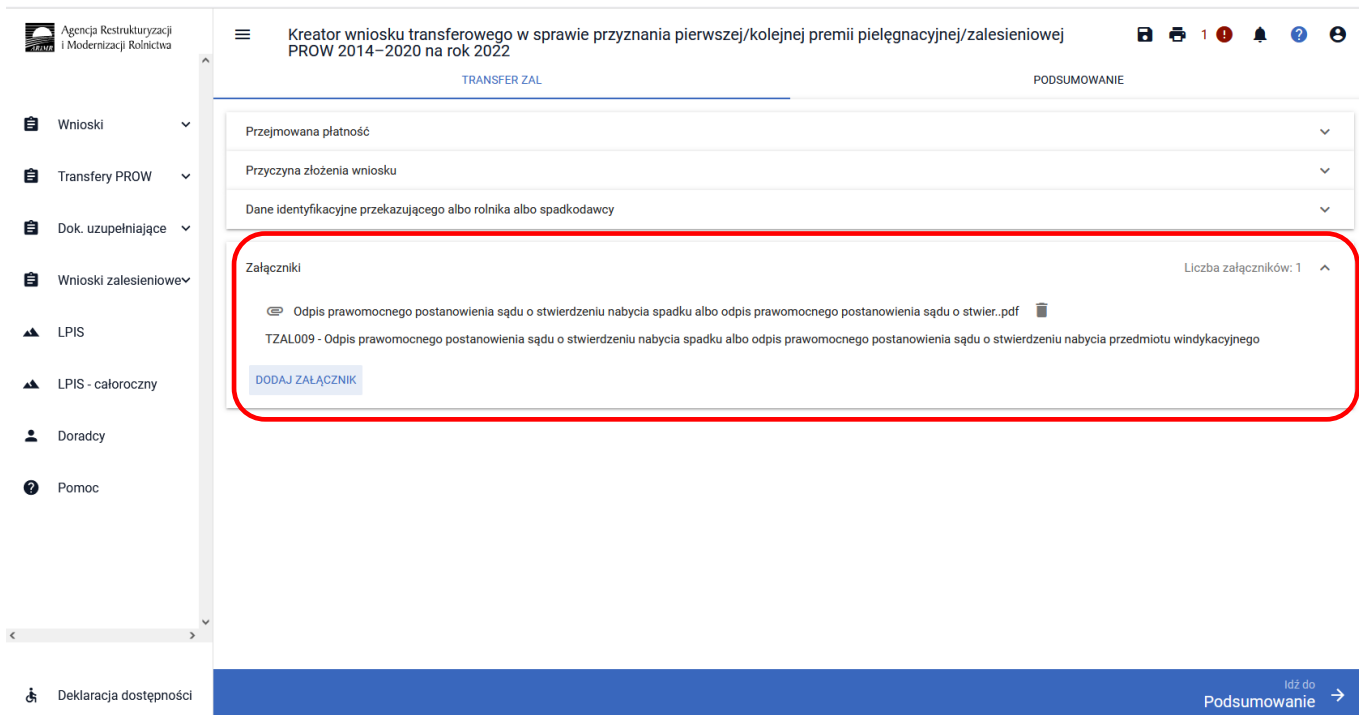 Agencja Restrukturyzacji
i Modernizacji Rolnictwa
ARiMR
Kreator wniosku transferowego w sprawie przyznania pierwszej/kolejnej premii pielęgnacyjnej/zalesieniowej
PROW 2014–2020 na rok 2022
1
TRANSFER ZAL
PODSUMOWANIE
Wnioski
Transfery PROW
Dok. uzupełniające
Wnioski zalesieniowe
LPIS
LPIS - całoroczny
Doradcy
Pomoc
Deklaracja dostępności
Przejmowana płatność
Przyczyna złożenia wniosku
Dane identyfikacyjne przekazującego albo rolnika albo spadkodawcy
Załączniki
Liczba załączników: 1
Odpis prawomocnego postanowienia sądu o stwierdzeniu nabycia spadku albo odpis prawomocnego postanowienia sądu o stwier..pdf
TZAL009 - Odpis prawomocnego postanowienia sądu o stwierdzeniu nabycia spadku albo odpis prawomocnego postanowienia sądu o stwierdzeniu nabycia przedmiotu windykacyjnego
DODAJ ZAŁĄCZNIK
Idź do
Podsumowanie